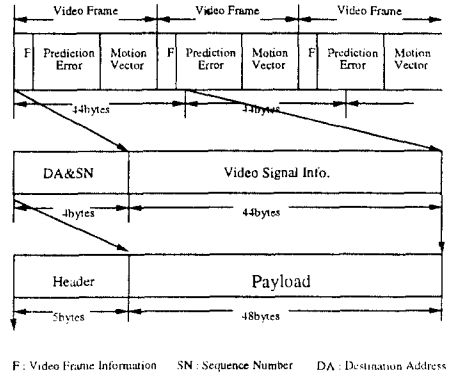 Video Frame Video Frame Video Frame
F Prediction Error Motion Vector F Prediction Error Motion Vector F Prediction Error Motion Vector
44bytes 44bytes
DA&SN Video Signal Info.
4bytes 44bytes
Header Payload
5bytes 48bytes
F : Video Frame Information SN : Sequence Number DA : Destination Address